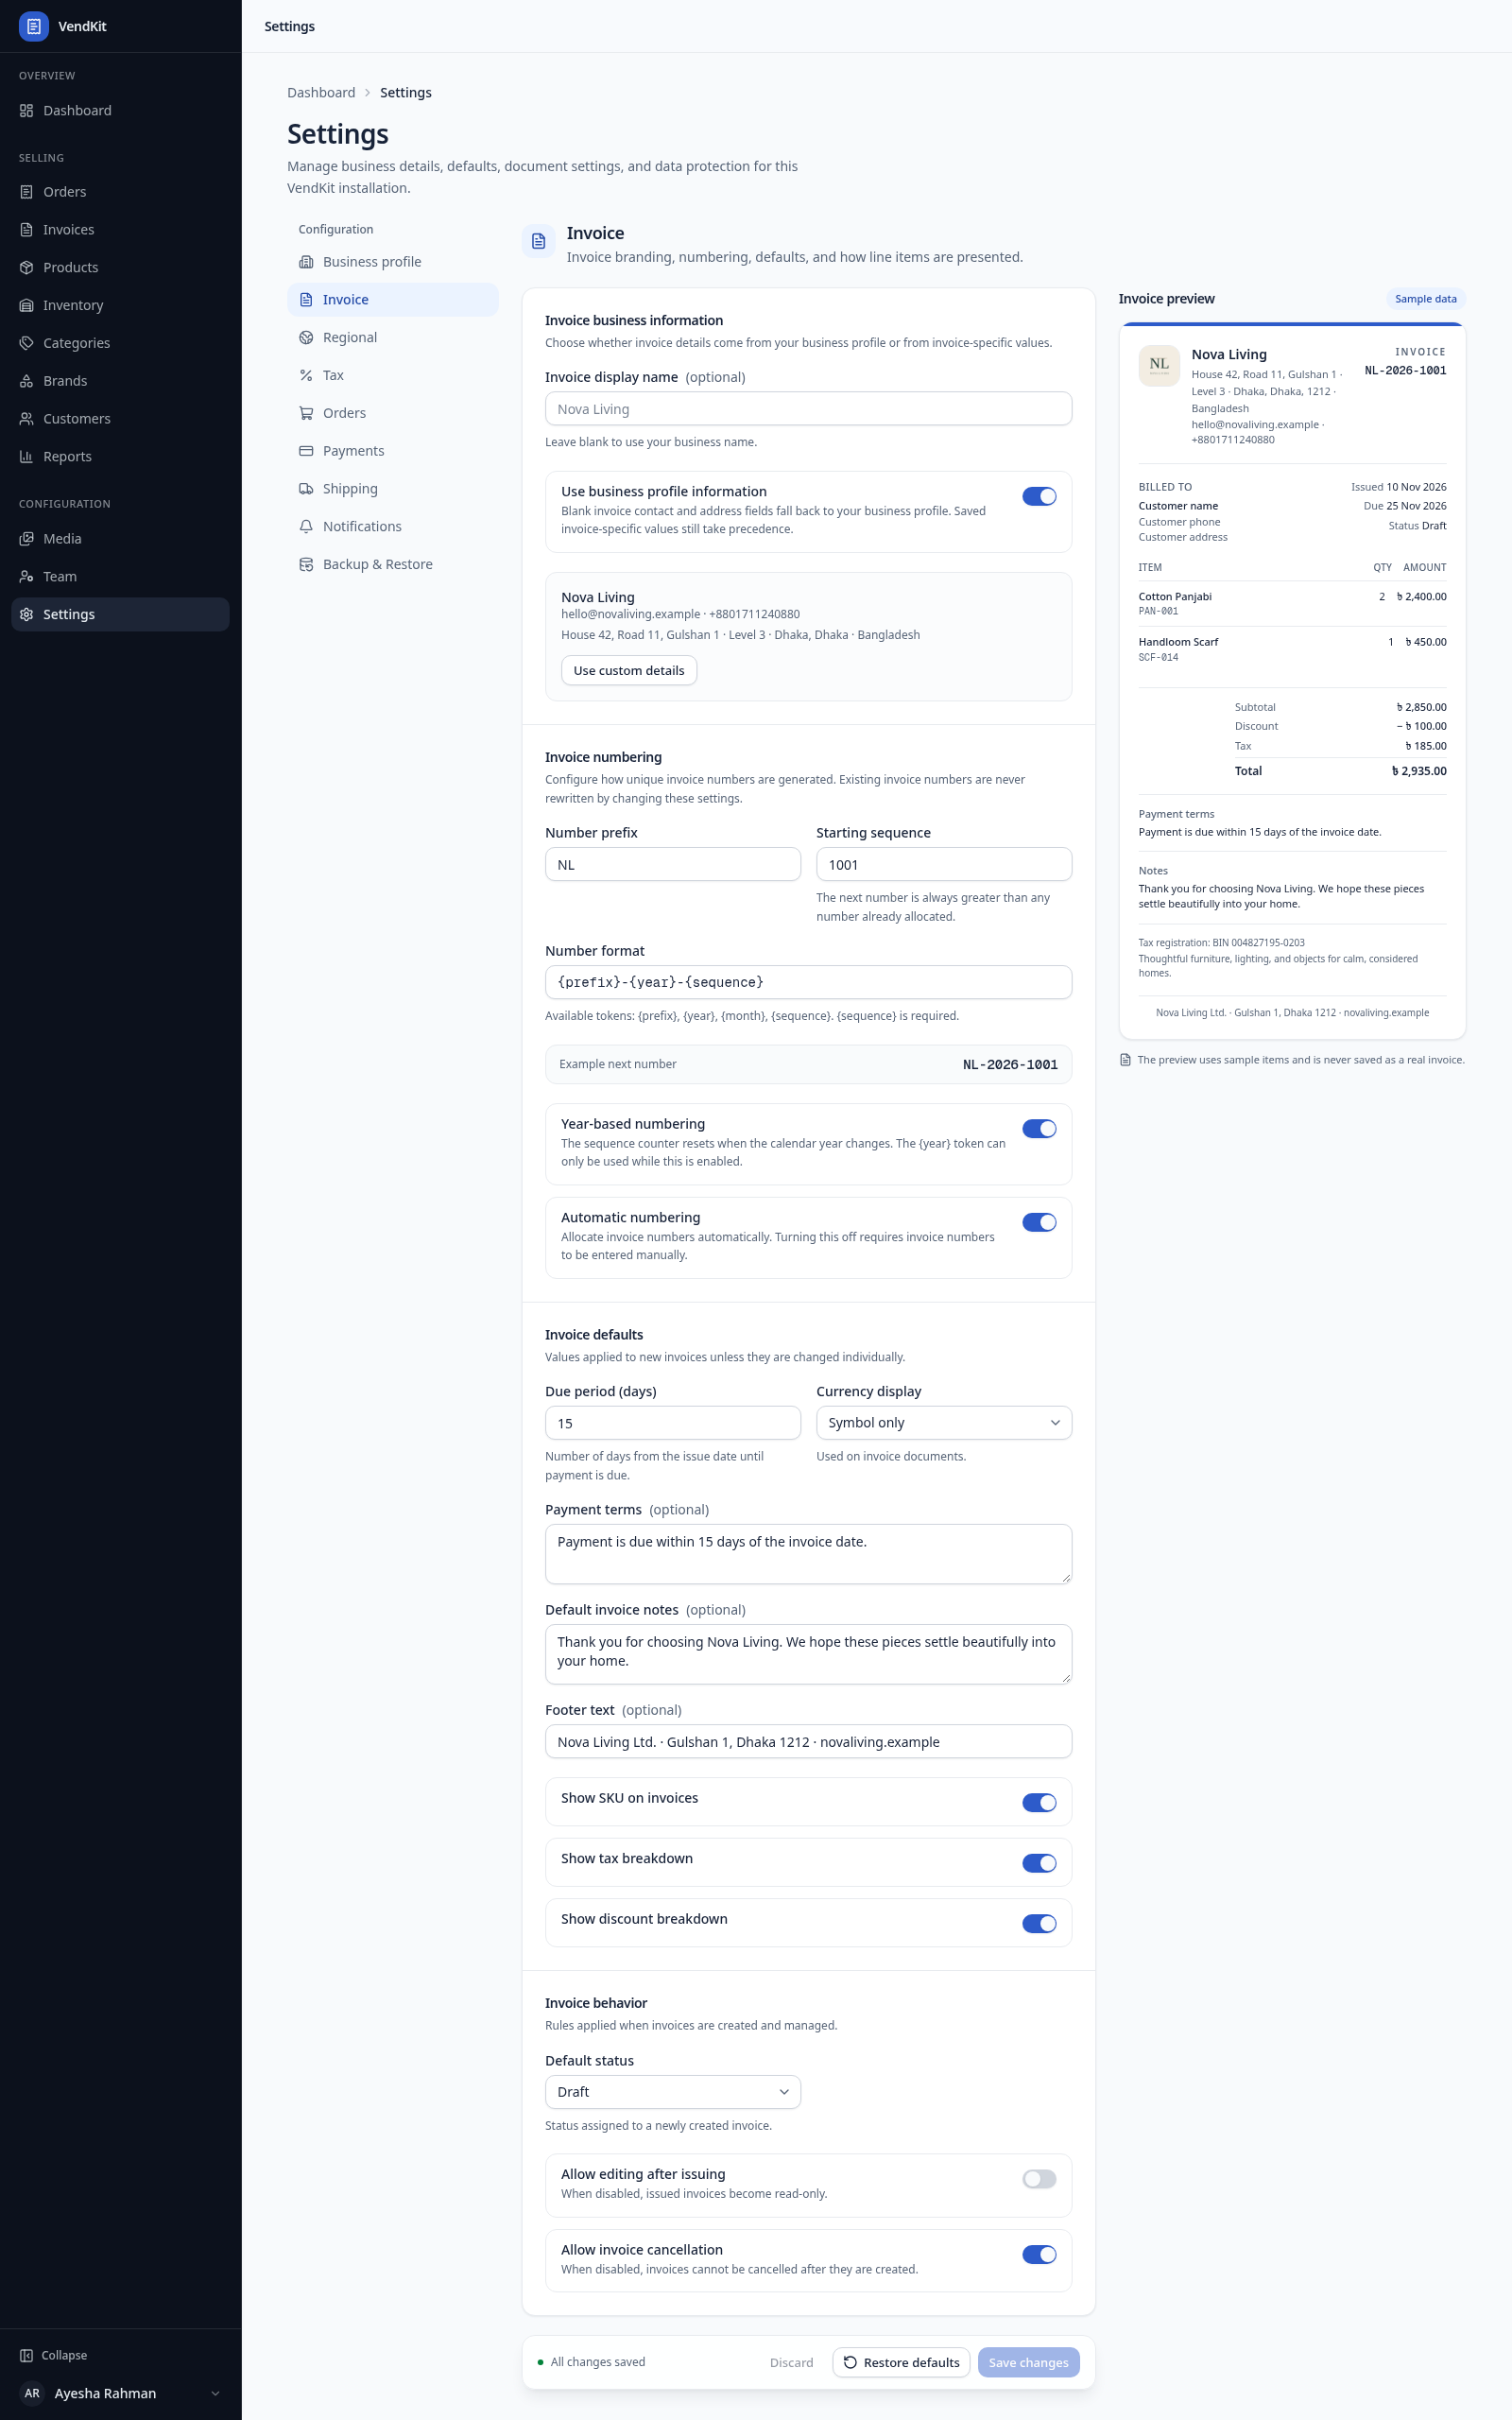 VendKit
OVERVIEW
Dashboard
SELLING
Orders
Invoices
Products
Inventory
Categories
Brands
Customers
Reports
CONFIGURATION
Media
Team
Settings
Collapse
AR
Ayesha Rahman
Settings
Dashboard
Settings
Settings
Manage business details, defaults, document settings, and data protection for this
VendKit installation.
Configuration
Business profile
Invoice
Regional
Tax
Orders
Payments
Shipping
Notifications
Backup & Restore
Invoice
Invoice branding, numbering, defaults, and how line items are presented.
Invoice business information
Choose whether invoice details come from your business profile or from invoice-specific values.
Invoice display name (optional)
Nova Living
Leave blank to use your business name.
Use business profile information
Blank invoice contact and address fields fall back to your business profile. Saved
invoice-specific values still take precedence.
Nova Living
hello@novaliving.example · +8801711240880
House 42, Road 11, Gulshan 1 · Level 3 · Dhaka, Dhaka · Bangladesh
Use custom details
Invoice numbering
Configure how unique invoice numbers are generated. Existing invoice numbers are never
rewritten by changing these settings.
Number prefix
NL
Starting sequence
1001
The next number is always greater than any
number already allocated.
Number format
{prefix}-{year}-{sequence}
Available tokens: {prefix}, {year}, {month}, {sequence}. {sequence} is required.
Example next number NL-2026-1001
Year-based numbering
The sequence counter resets when the calendar year changes. The {year} token can
only be used while this is enabled.
Automatic numbering
Allocate invoice numbers automatically. Turning this off requires invoice numbers
to be entered manually.
Invoice defaults
Values applied to new invoices unless they are changed individually.
Due period (days)
15
Number of days from the issue date until
payment is due.
Currency display
Symbol only
Used on invoice documents.
Payment terms (optional)
Payment is due within 15 days of the invoice date.
Default invoice notes (optional)
Thank you for choosing Nova Living. We hope these pieces settle beautifully into
your home.
Footer text (optional)
Nova Living Ltd. · Gulshan 1, Dhaka 1212 · novaliving.example
Show SKU on invoices
Show tax breakdown
Show discount breakdown
Invoice behavior
Rules applied when invoices are created and managed.
Default status
Draft
Status assigned to a newly created invoice.
Allow editing after issuing
When disabled, issued invoices become read-only.
Allow invoice cancellation
When disabled, invoices cannot be cancelled after they are created.
All changes saved
Discard
Restore defaults
Save changes
Invoice preview
Sample data
NL
Nova Living
House 42, Road 11, Gulshan 1 ·
Level 3 · Dhaka, Dhaka, 1212 ·
Bangladesh
hello@novaliving.example ·
+8801711240880
INVOICE
NL-2026-1001
BILLED TO
Customer name
Customer phone
Customer address
Issued 10 Nov 2026
Due 25 Nov 2026
Status Draft
ITEM QTY AMOUNT
Cotton Panjabi 2 ৳ 2,400.00
PAN-001
Handloom Scarf 1 ৳ 450.00
SCF-014
Subtotal ৳ 2,850.00
Discount − ৳ 100.00
Tax ৳ 185.00
Total ৳ 2,935.00
Payment terms
Payment is due within 15 days of the invoice date.
Notes
Thank you for choosing Nova Living. We hope these pieces
settle beautifully into your home.
Tax registration: BIN 004827195-0203
Thoughtful furniture, lighting, and objects for calm, considered
homes.
Nova Living Ltd. · Gulshan 1, Dhaka 1212 · novaliving.example
The preview uses sample items and is never saved as a real invoice.